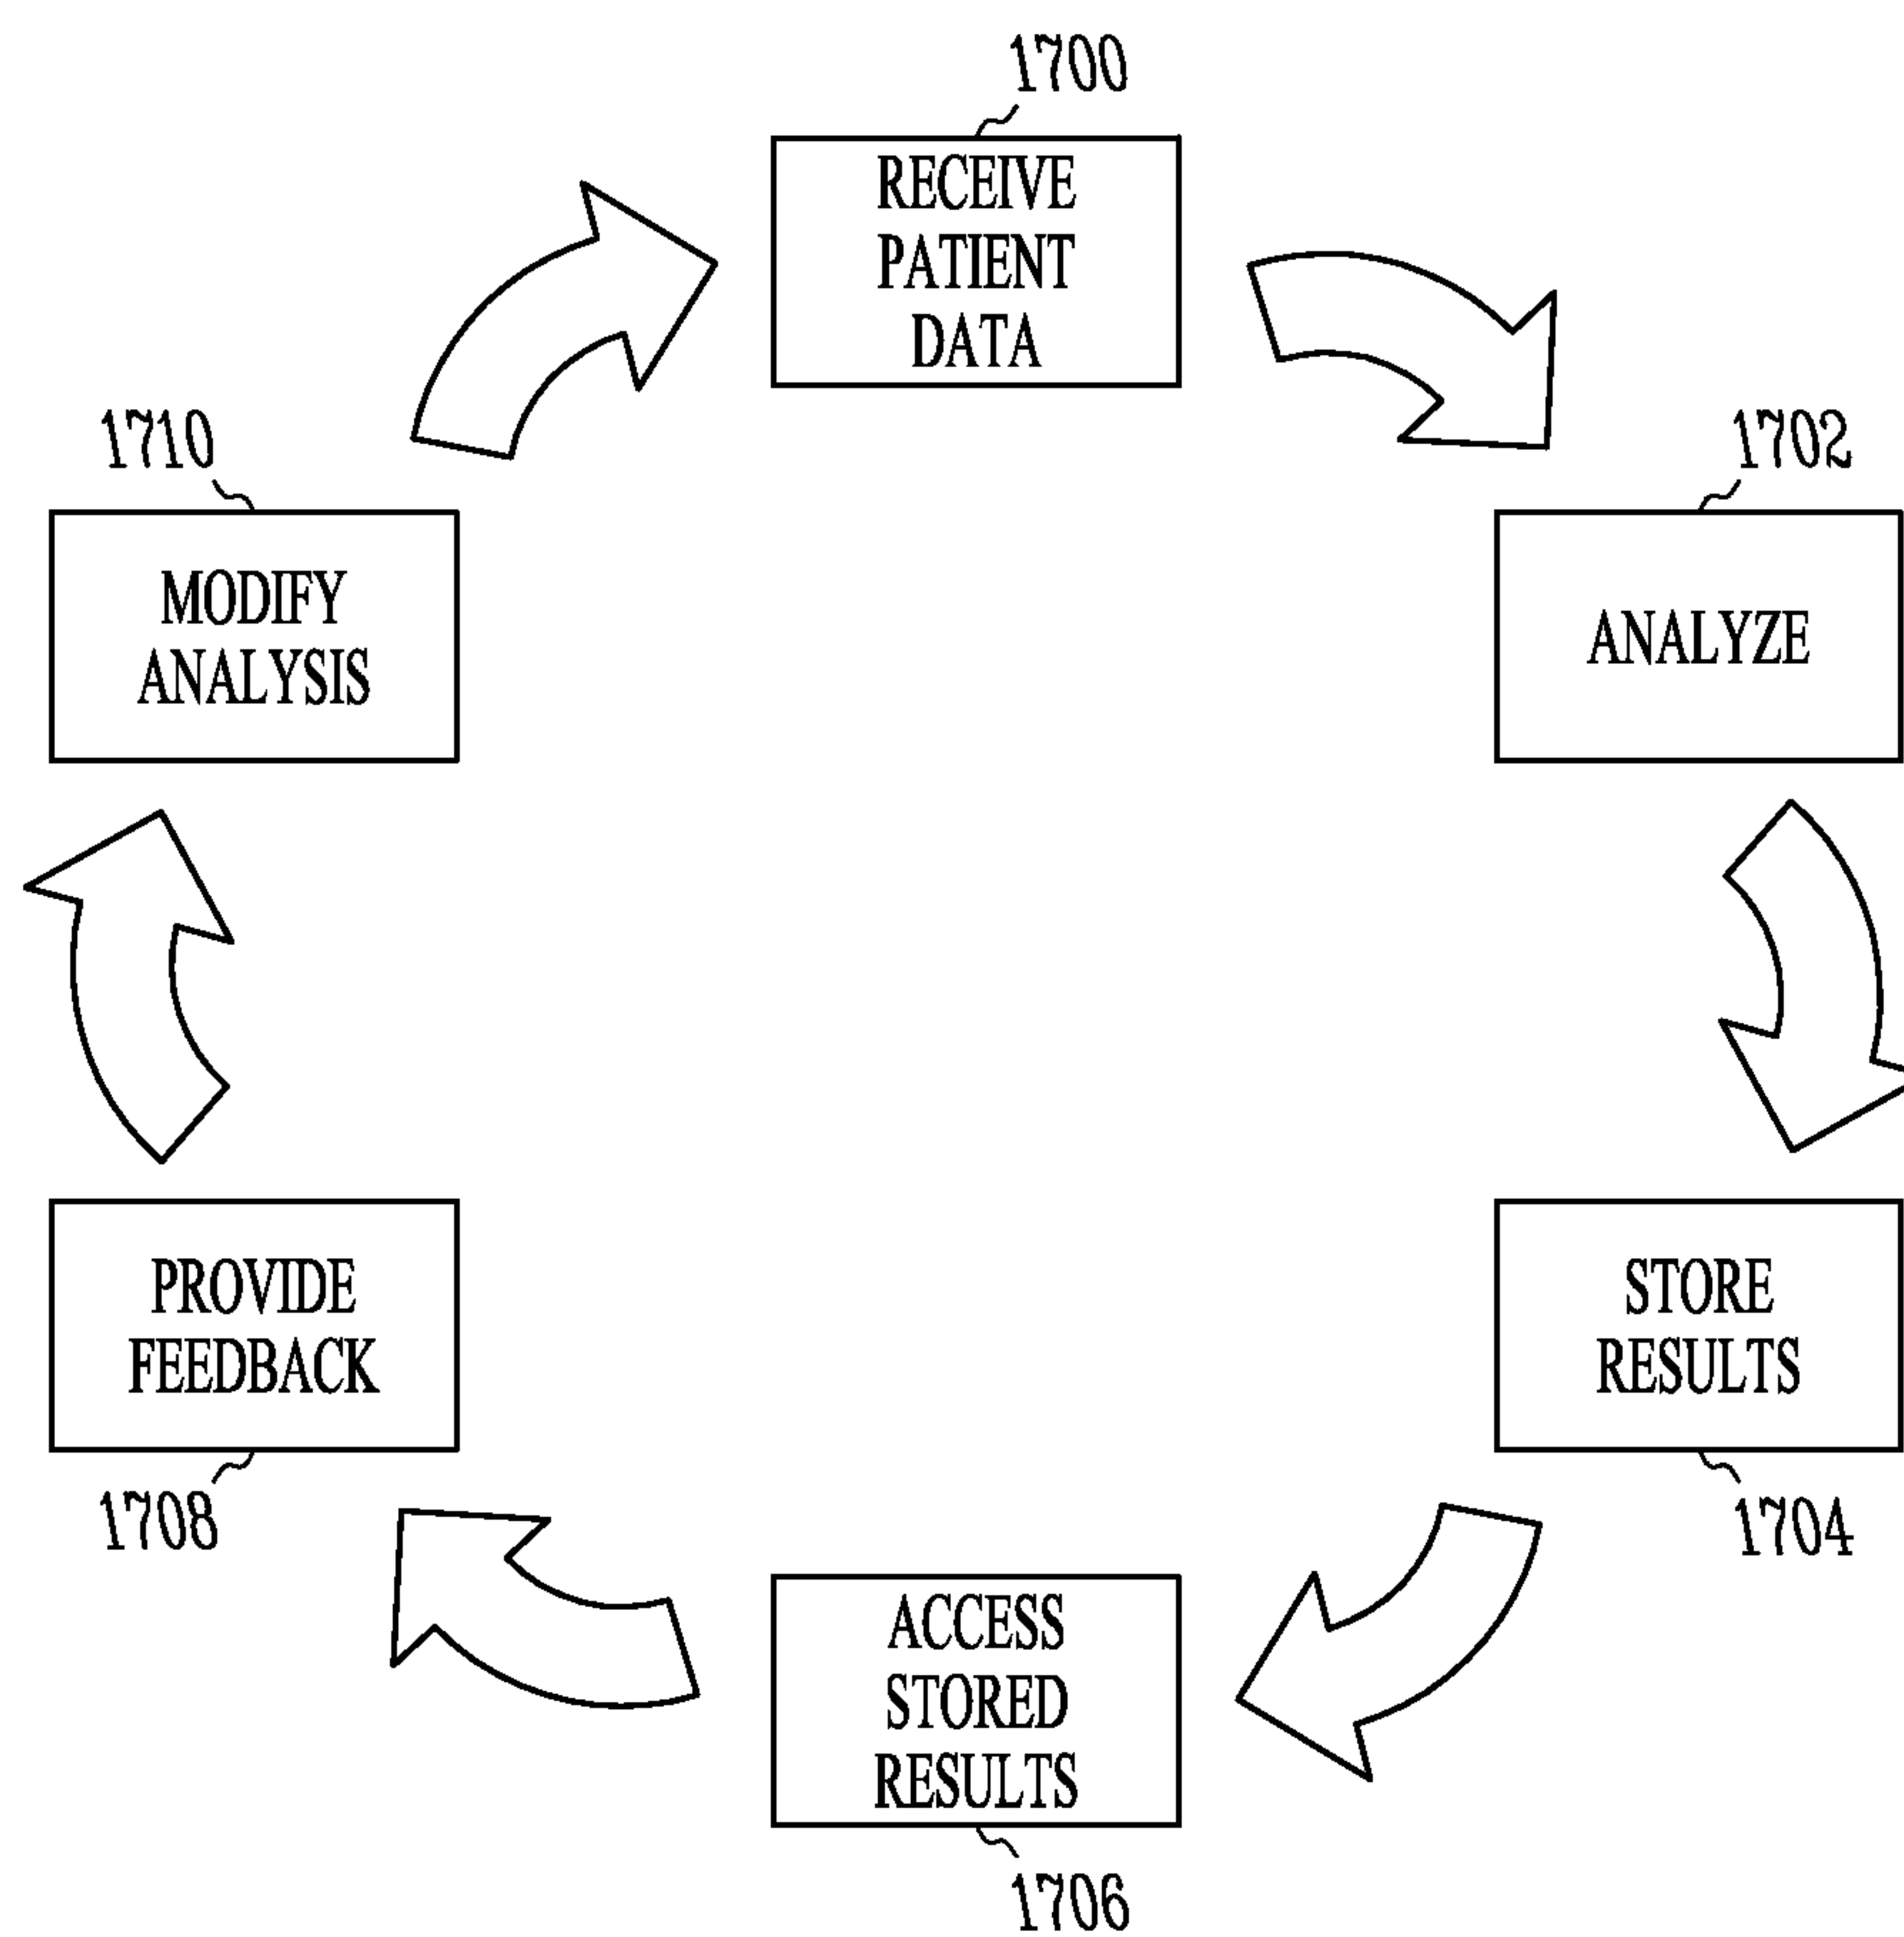 1700
RECEIVE
PATIENT
DATA
1710
MODIFY
ANALYSIS
1702
ANALYZE
PROVIDE
FEEDBACK
1708
STORE
RESULTS
1704
ACCESS
STORED
RESULTS
1706